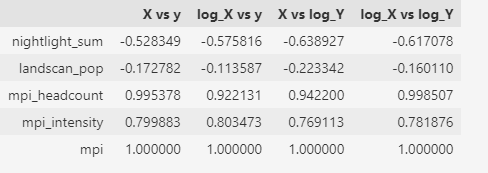 X vs y log_X vs y X vs log_Y log_X vs log_Y
nightlight_sum -0.528349 -0.575816 -0.638927 -0.617078
landscan_pop -0.172782 -0.113587 -0.223342 -0.160110
mpi_headcount 0.995378 0.922131 0.942200 0.998507
mpi_intensity 0.799883 0.803473 0.769113 0.781876
mpi 1.000000 1.000000 1.000000 1.000000